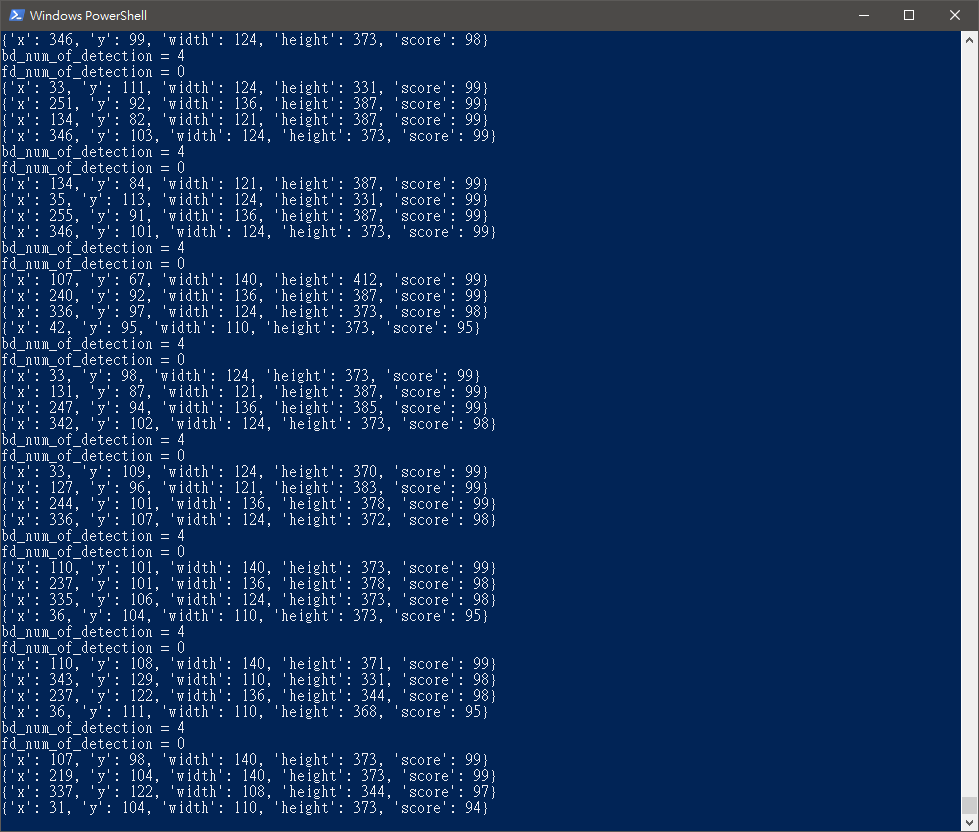 Windows PowerShell
{'x': 346, 'y': 99, 'width': 124, 'height': 373, 'score': 98}
bd_num_of_detection = 4
fd_num_of_detection = 0
{'x': 33, 'y': 111, 'width': 124, 'height': 331, 'score': 99}
{'x': 251, 'y': 92, 'width': 136, 'height': 387, 'score': 99}
{'x': 134, 'y': 82, 'width': 121, 'height': 387, 'score': 99}
{'x': 346, 'y': 103, 'width': 124, 'height': 373, 'score': 99}
bd_num_of_detection = 4
fd_num_of_detection = 0
{'x': 134, 'y': 84, 'width': 121, 'height': 387, 'score': 99}
{'x': 35, 'y': 113, 'width': 124, 'height': 331, 'score': 99}
{'x': 255, 'y': 91, 'width': 136, 'height': 387, 'score': 99}
{'x': 346, 'y': 101, 'width': 124, 'height': 373, 'score': 99}
bd_num_of_detection = 4
fd_num_of_detection = 0
{'x': 107, 'y': 67, 'width': 140, 'height': 412, 'score': 99}
{'x': 240, 'y': 92, 'width': 136, 'height': 387, 'score': 99}
{'x': 336, 'y': 97, 'width': 124, 'height': 373, 'score': 98}
{'x': 42, 'y': 95, 'width': 110, 'height': 373, 'score': 95}
bd_num_of_detection = 4
fd_num_of_detection = 0
{'x': 33, 'y': 98, 'width': 124, 'height': 373, 'score': 99}
{'x': 131, 'y': 87, 'width': 121, 'height': 387, 'score': 99}
{'x': 247, 'y': 94, 'width': 136, 'height': 385, 'score': 99}
{'x': 342, 'y': 102, 'width': 124, 'height': 373, 'score': 98}
bd_num_of_detection = 4
fd_num_of_detection = 0
{'x': 33, 'y': 109, 'width': 124, 'height': 370, 'score': 99}
{'x': 127, 'y': 96, 'width': 121, 'height': 383, 'score': 99}
{'x': 244, 'y': 101, 'width': 136, 'height': 378, 'score': 99}
{'x': 336, 'y': 107, 'width': 124, 'height': 372, 'score': 98}
bd_num_of_detection = 4
fd_num_of_detection = 0
{'x': 110, 'y': 101, 'width': 140, 'height': 373, 'score': 99}
{'x': 237, 'y': 101, 'width': 136, 'height': 378, 'score': 98}
{'x': 335, 'y': 106, 'width': 124, 'height': 373, 'score': 98}
{'x': 36, 'y': 104, 'width': 110, 'height': 373, 'score': 95}
bd_num_of_detection = 4
fd_num_of_detection = 0
{'x': 110, 'y': 108, 'width': 140, 'height': 371, 'score': 99}
{'x': 343, 'y': 129, 'width': 110, 'height': 331, 'score': 98}
{'x': 237, 'y': 122, 'width': 136, 'height': 344, 'score': 98}
{'x': 36, 'y': 111, 'width': 110, 'height': 368, 'score': 95}
bd_num_of_detection = 4
fd_num_of_detection = 0
{'x': 107, 'y': 98, 'width': 140, 'height': 373, 'score': 99}
{'x': 219, 'y': 104, 'width': 140, 'height': 373, 'score': 99}
{'x': 337, 'y': 122, 'width': 108, 'height': 344, 'score': 97}
{'x': 31, 'y': 104, 'width': 110, 'height': 373, 'score': 94}